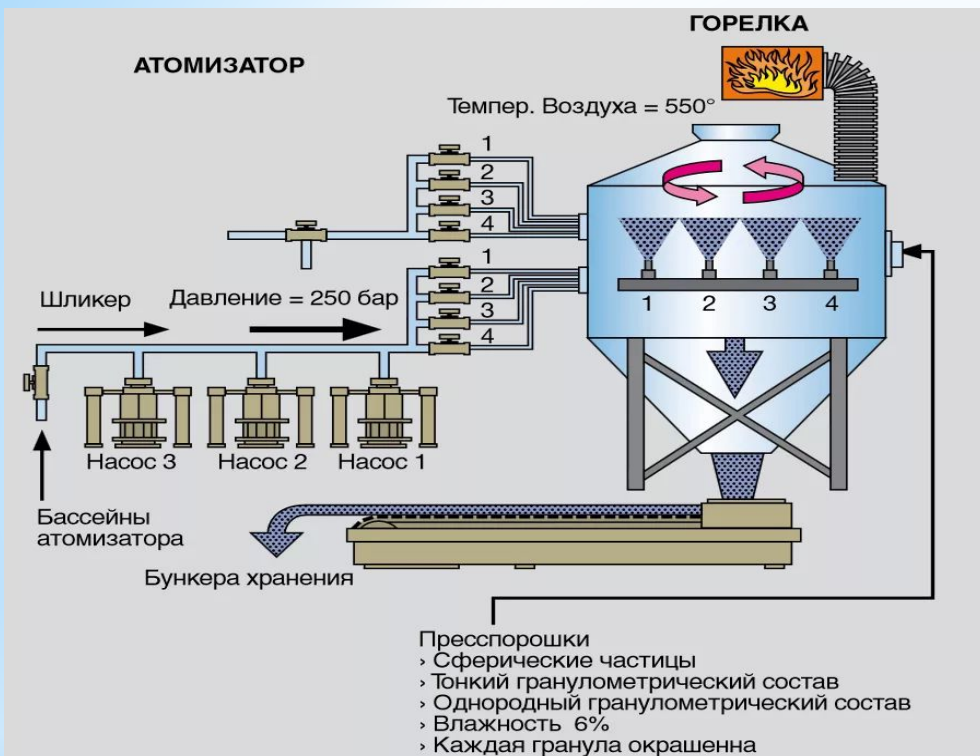 ГОРЕЛКА
АТОМИЗАТОР
Темпер. Воздуха = 550°
1
2
3
4
1
2
3
4
1 2 3 4
Шликер
Давление = 250 бар
Насос 3 Насос 2 Насос 1
Бассейны
атомизатора
Бункера хранения
Пресспорошки
› Сферические частицы
› Тонкий гранулометрический состав
› Однородный гранулометрический состав
› Влажность 6%
› Каждая гранула окрашенна